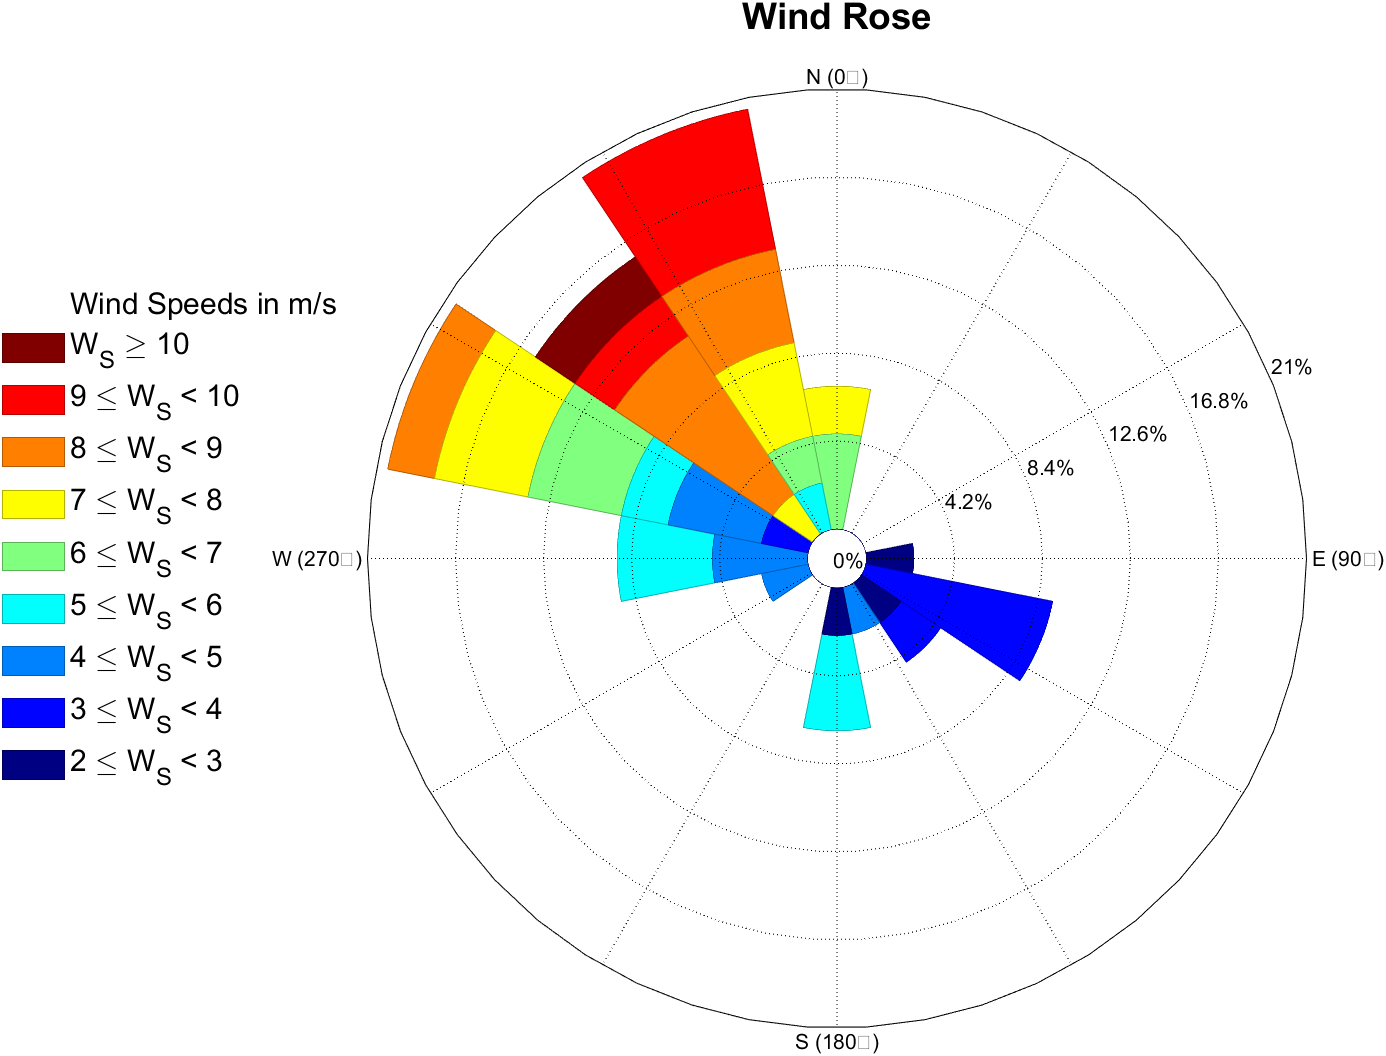 Wind Rose
N (0□)
Wind Speeds in m/s
W_S ≥ 10
9 ≤ W_S < 10
8 ≤ W_S < 9
7 ≤ W_S < 8
6 ≤ W_S < 7
5 ≤ W_S < 6
4 ≤ W_S < 5
3 ≤ W_S < 4
2 ≤ W_S < 3
21%
16.8%
12.6%
8.4%
4.2%
0%
W (270□)
E (90□)
S (180□)